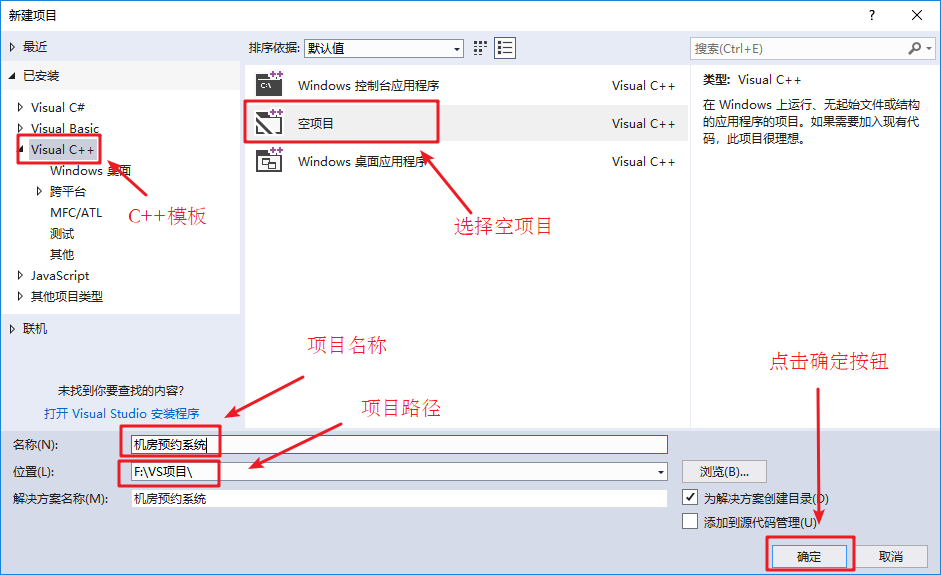 新建项目
?
最近
排序依据:
默认值
搜索(Ctrl+E)
已安装
Visual C#
Visual Basic
Visual C++
Windows 桌面
跨平台
MFC/ATL
测试
其他
JavaScript
其他项目类型
联机
未找到你要查找的内容?
打开 Visual Studio 安装程序
C:\
Windows 控制台应用程序
Visual C++
空项目
Visual C++
Windows 桌面应用程序
Visual C++
类型: Visual C++
在 Windows 上运行、无起始文件或结构
的应用程序的项目。如果需要加入现有代
码，此项目很理想。
C++模板
选择空项目
项目名称
项目路径
点击确定按钮
名称(N):
机房预约系统
位置(L):
F:\VS项目\
浏览(B)...
解决方案名称(M):
机房预约系统
为解决方案创建目录(D)
添加到源代码管理(U)
确定
取消